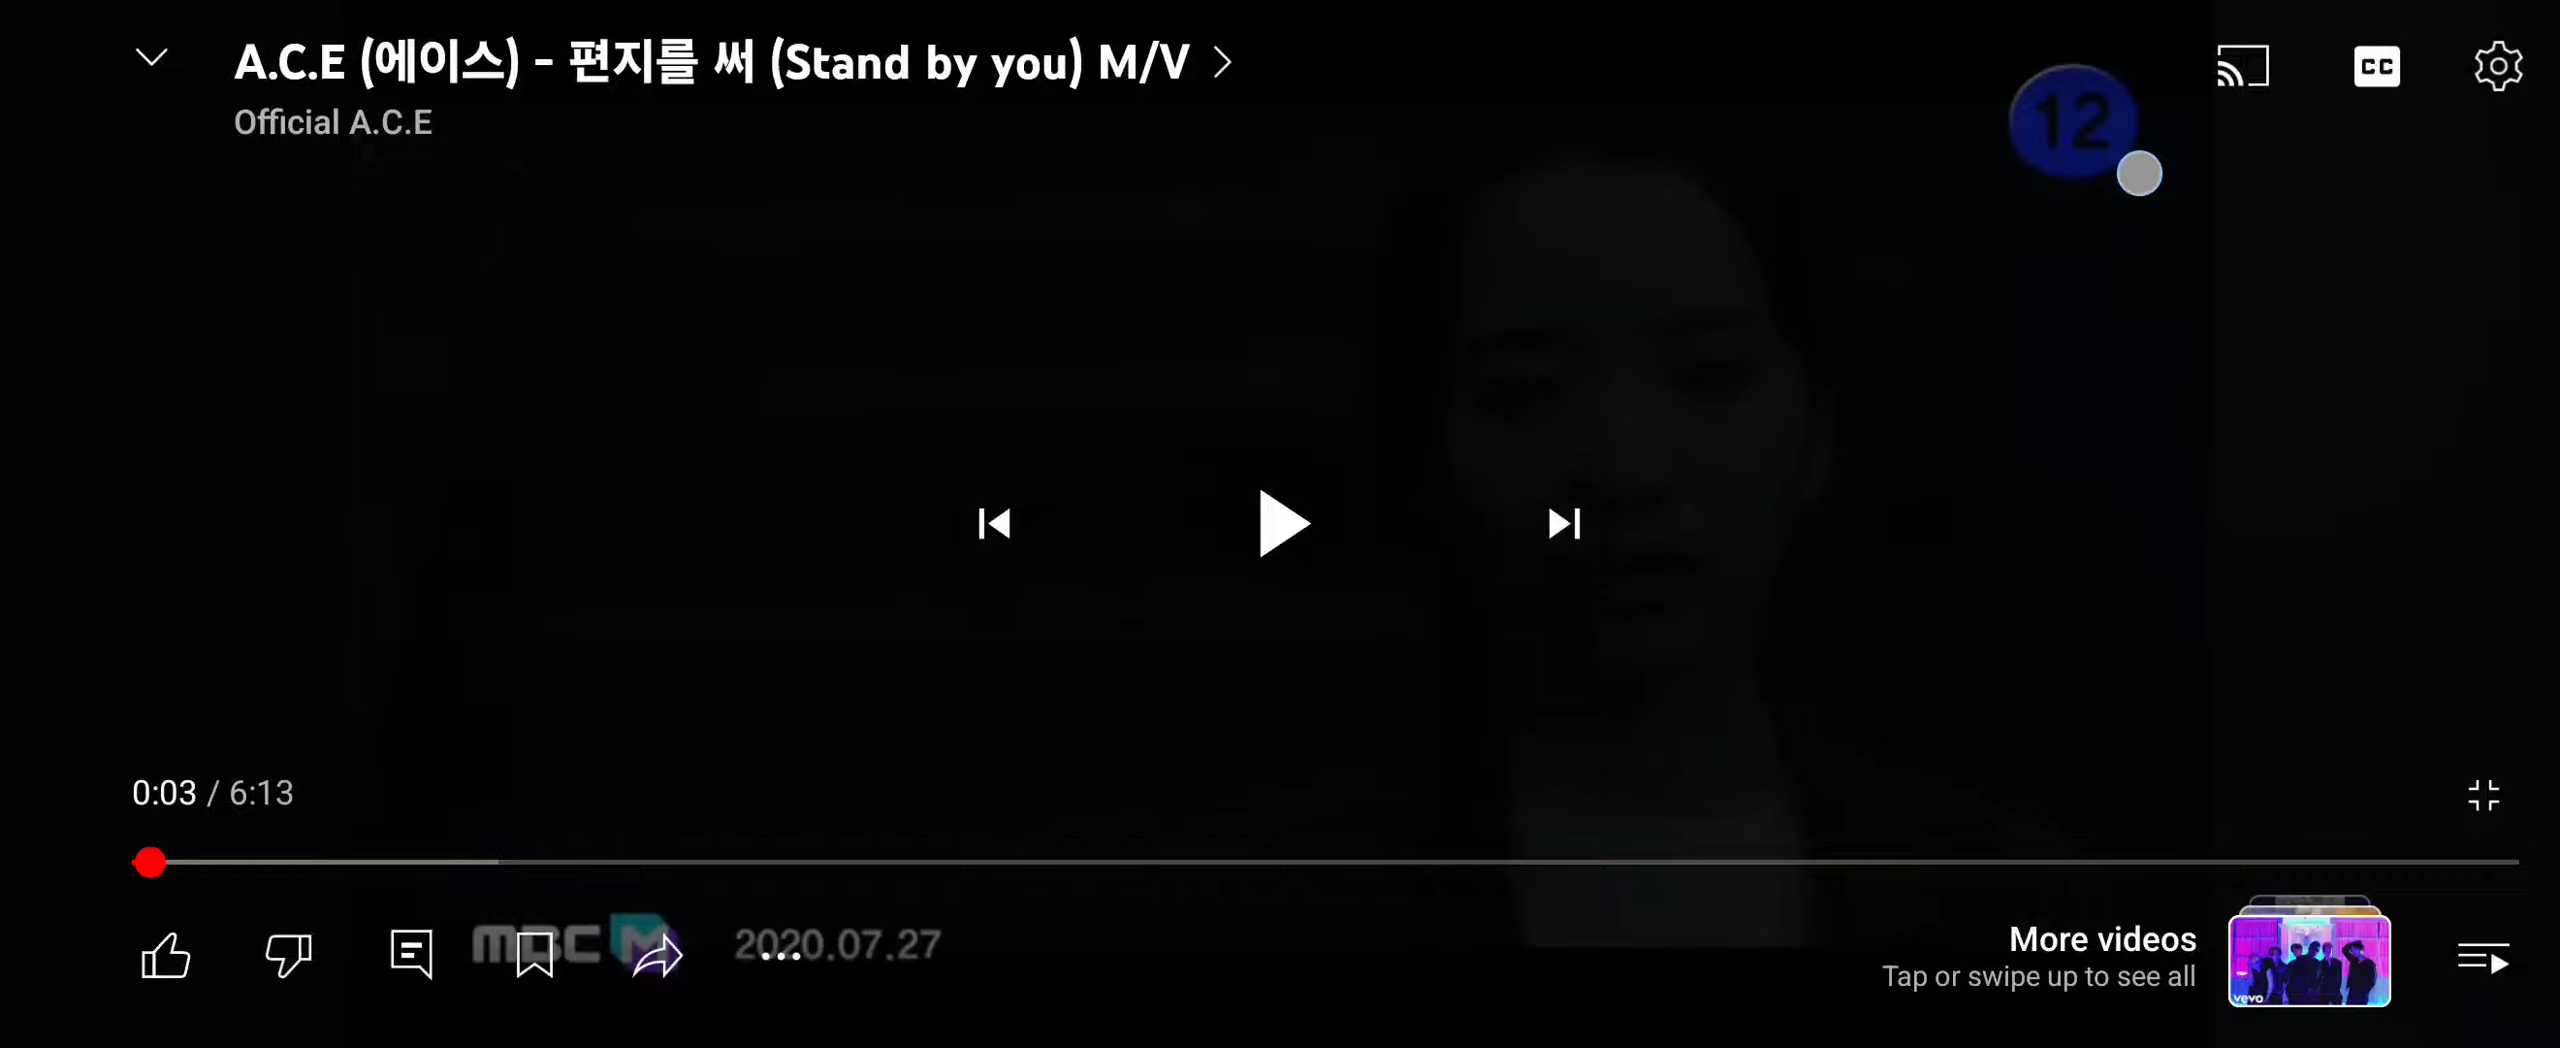 A.C.E (에이스) - 편지를 써 (Stand by you) M/V
Official A.C.E
CC
12
0:03 / 6:13
MBC M 2020.07.27
More videos
Tap or swipe up to see all
vevo